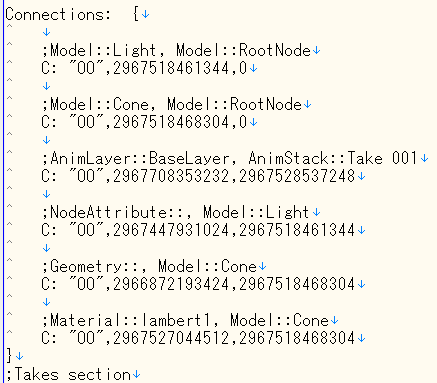 Connections:  {
	
	;Model::Light, Model::RootNode
	C: "OO",2967518461344,0
	
	;Model::Cone, Model::RootNode
	C: "OO",2967518468304,0
	
	;AnimLayer::BaseLayer, AnimStack::Take 001
	C: "OO",2967708353232,2967528537248
	
	;NodeAttribute::, Model::Light
	C: "OO",2967447931024,2967518461344
	
	;Geometry::, Model::Cone
	C: "OO",2966872193424,2967518468304
	
	;Material::lambert1, Model::Cone
	C: "OO",2967527044512,2967518468304
}
;Takes section